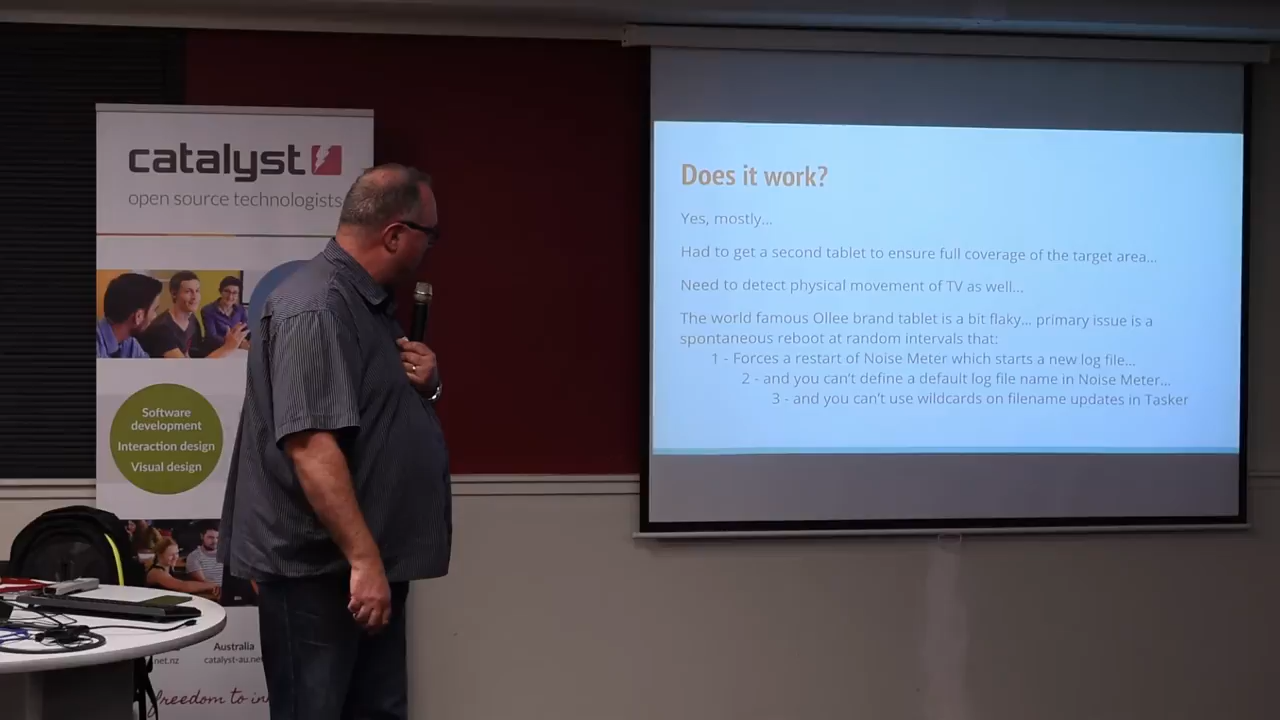 catalyst
open source technologists
Software
development
Interaction design
Visual design
Australia
net.nz
catalyst-au.ne
freedom to in
Does it work?
Yes, mostly...
Had to get a second tablet to ensure full coverage of the target area...
Need to detect physical movement of TV as well...
The world famous Ollee brand tablet is a bit flaky... primary issue is a
spontaneous reboot at random intervals that:
1 - Forces a restart of Noise Meter which starts a new log file...
2 - and you can't define a default log file name in Noise Meter...
3 - and you can't use wildcards on filename updates in Tasker